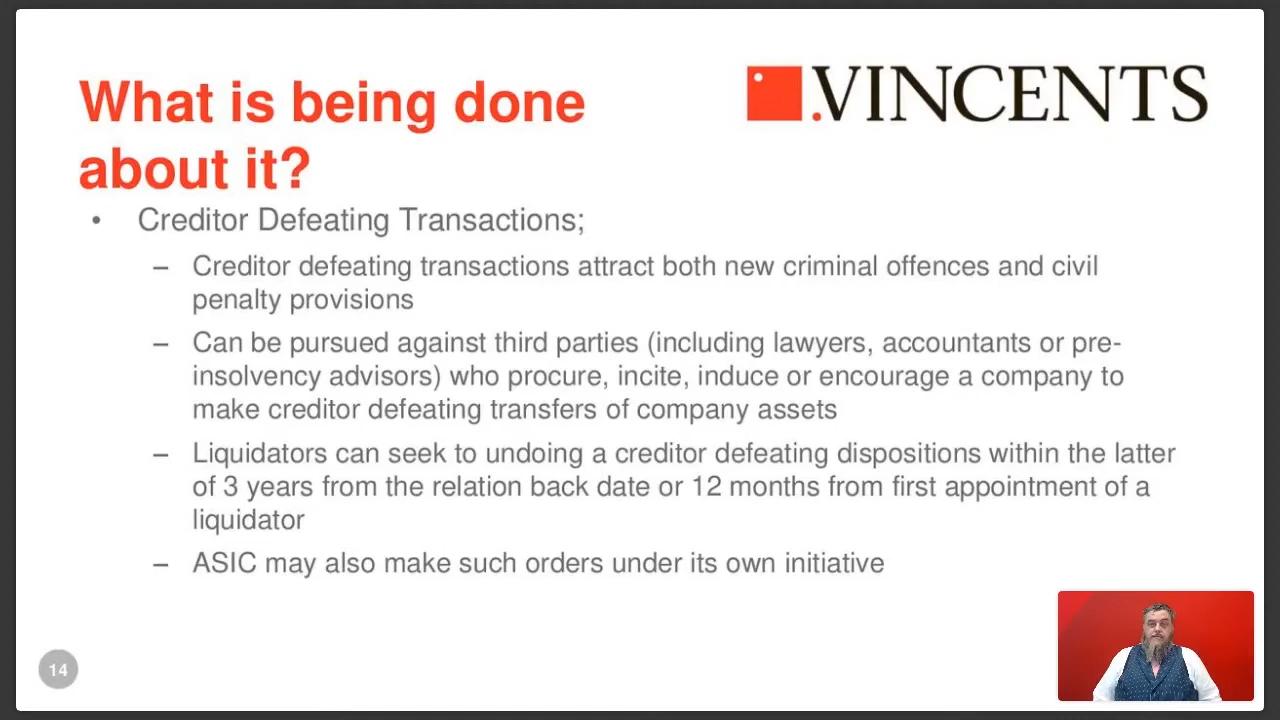 What is being done
about it?
.VINCENTS
• Creditor Defeating Transactions;
– Creditor defeating transactions attract both new criminal offences and civil
penalty provisions
– Can be pursued against third parties (including lawyers, accountants or pre-
insolvency advisors) who procure, incite, induce or encourage a company to
make creditor defeating transfers of company assets
– Liquidators can seek to undoing a creditor defeating dispositions within the latter
of 3 years from the relation back date or 12 months from first appointment of a
liquidator
– ASIC may also make such orders under its own initiative
14